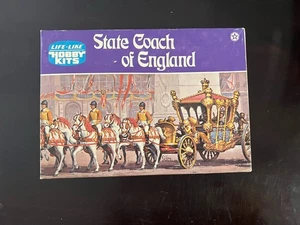 LIFE-LIKE
HOBBY
KITS
State Coach
of England